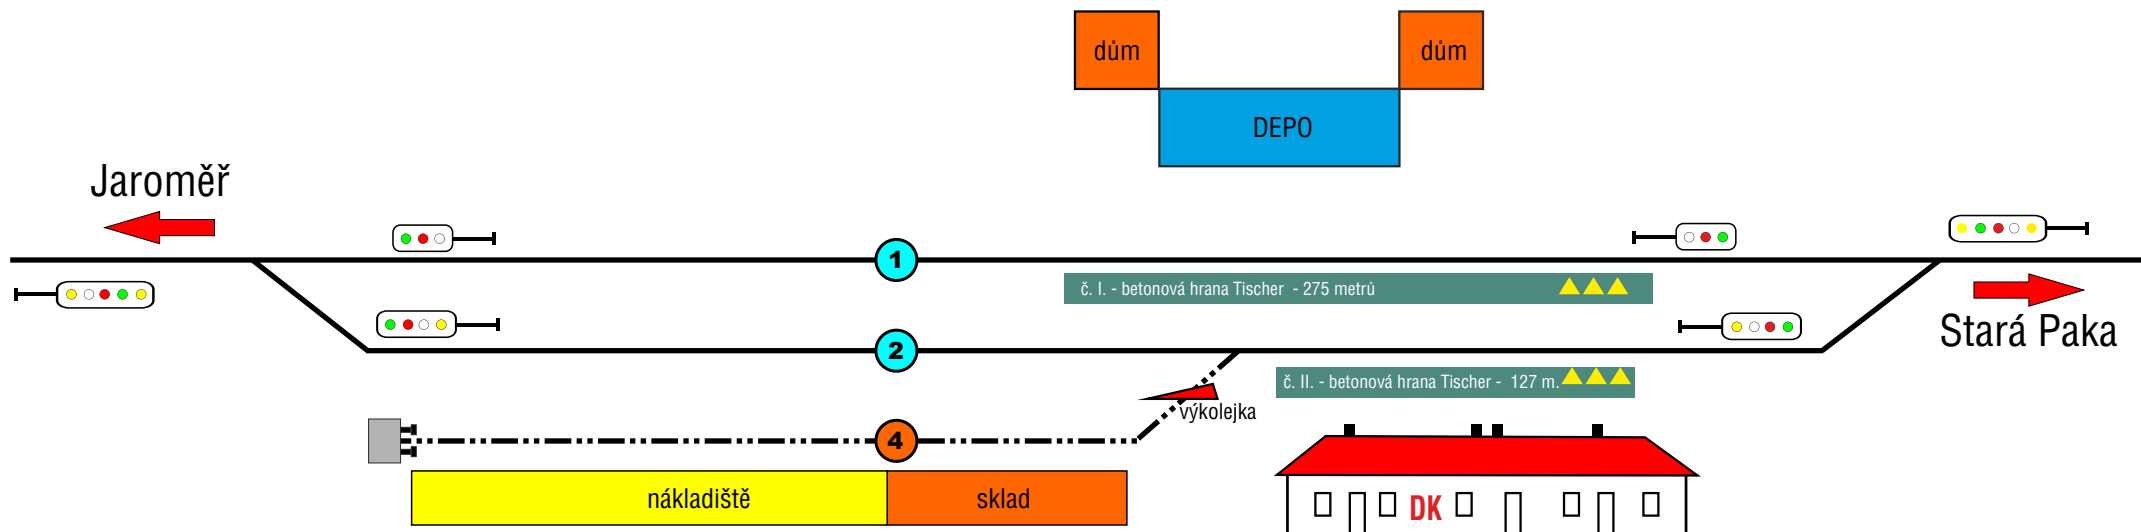 dům
dům
DEPO
Jaroměř
1
č. I. - betonová hrana Tischer - 275 metrů
Stará Paka
2
č. II. - betonová hrana Tischer - 127 m.
výkolejka
4
nákladiště
sklad
DK